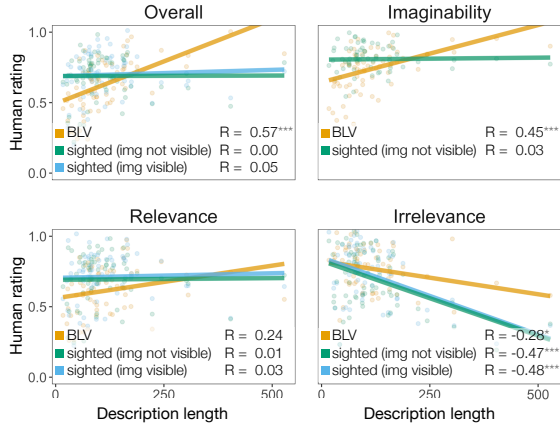 Overall
Imaginability
Human rating
1.0
0.5
0.0
BLV R = 0.57***
sighted (img not visible) R = 0.00
sighted (img visible) R = 0.05
BLV R = 0.45***
sighted (img not visible) R = 0.03
Relevance
Irrelevance
Human rating
1.0
0.5
0.0
BLV R = 0.24
sighted (img not visible) R = 0.01
sighted (img visible) R = 0.03
BLV R = -0.28*
sighted (img not visible) R = -0.47***
sighted (img visible) R = -0.48***
0 250 500
0 250 500
Description length
Description length